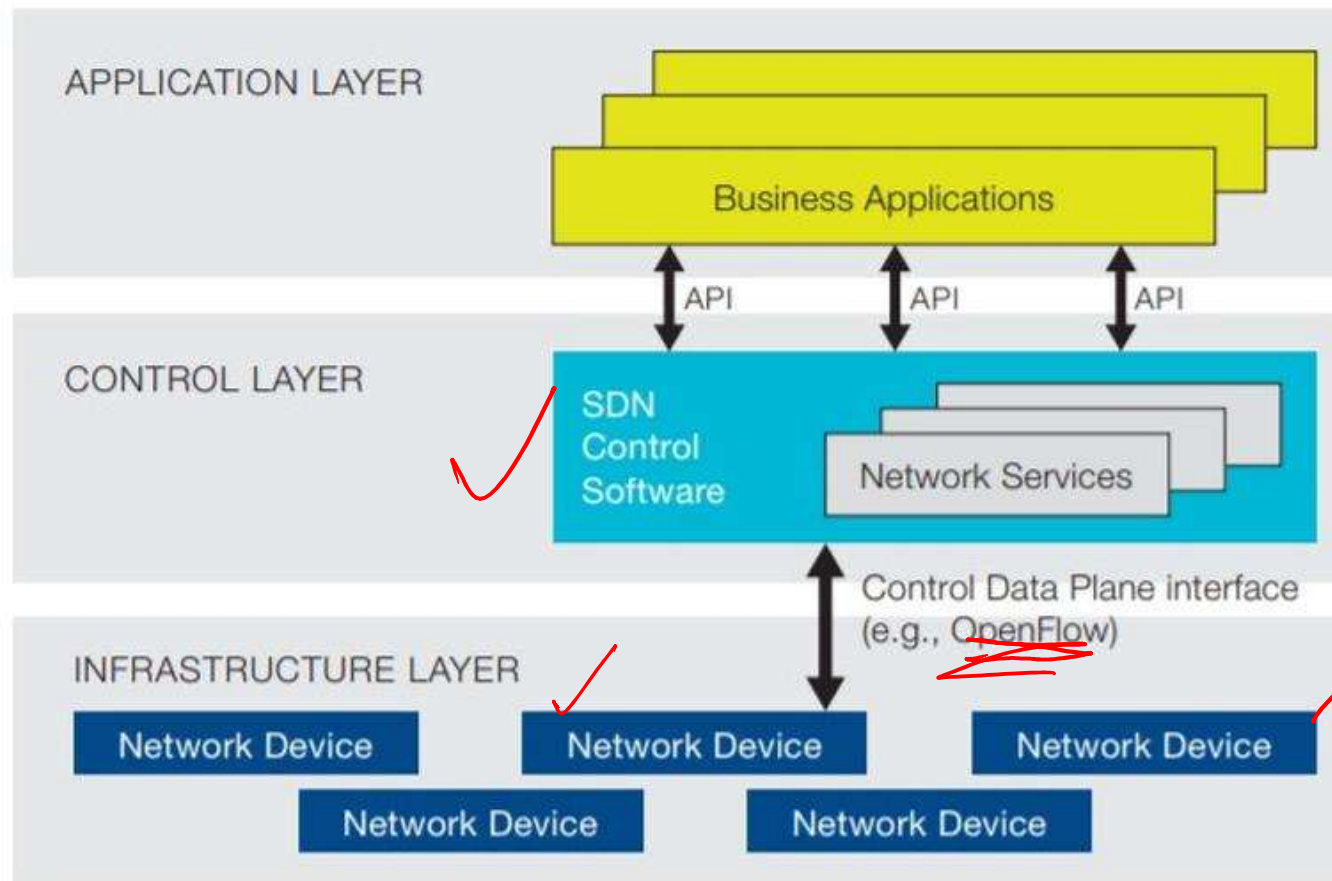 APPLICATION LAYER
Business Applications
API
API
API
CONTROL LAYER
SDN
Control
Software
Network Services
Control Data Plane interface
(e.g., OpenFlow)
INFRASTRUCTURE LAYER
Network Device
Network Device
Network Device
Network Device
Network Device